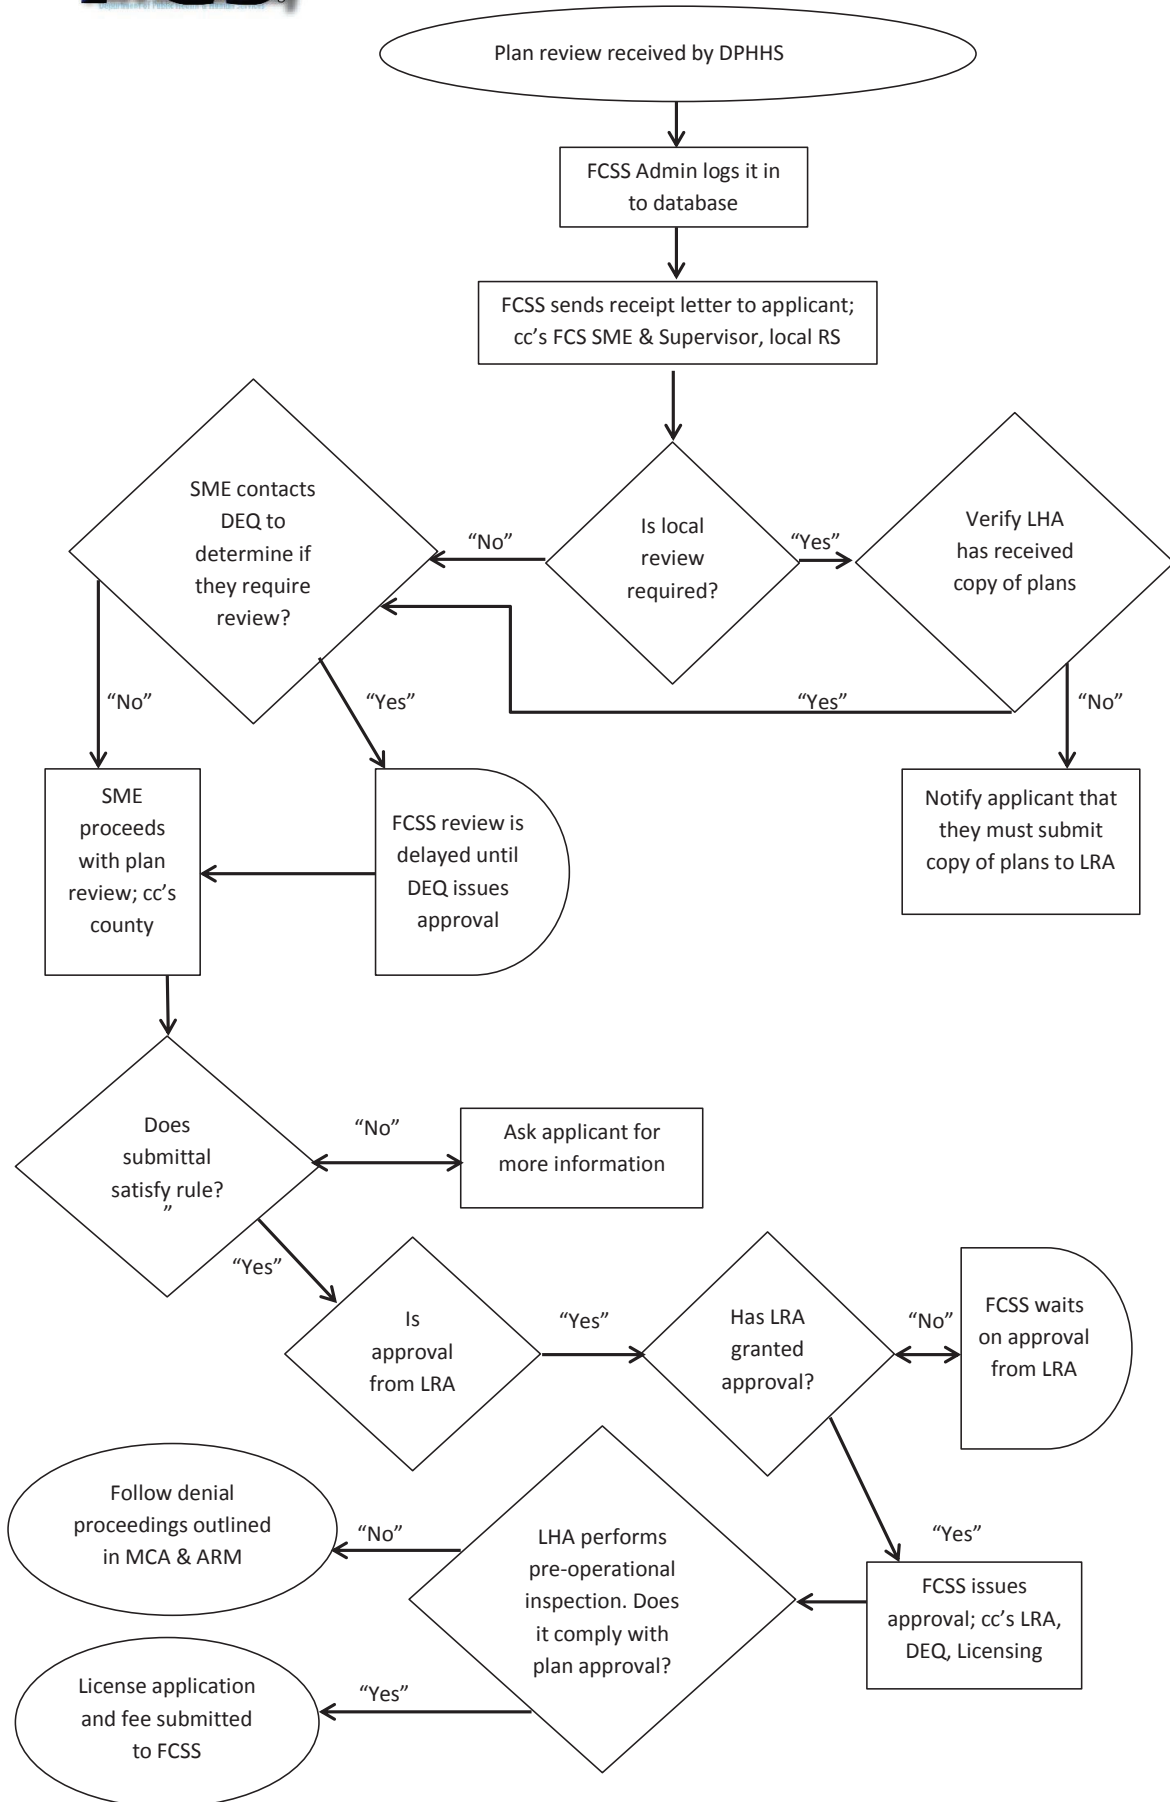 Plan review received by DPHHS
FCSS Admin logs it in
to database
FCSS sends receipt letter to applicant;
cc’s FCS SME & Supervisor, local RS
Is local
review
required?
“No”
“Yes”
SME contacts
DEQ to
determine if
they require
review?
Verify LHA
has received
copy of plans
“No”
“Yes”
“Yes”
“No”
SME
proceeds
with plan
review; cc’s
county
FCSS review is
delayed until
DEQ issues
approval
Notify applicant that
they must submit
copy of plans to LRA
Does
submittal
satisfy rule?
”
“No”
Ask applicant for
more information
“Yes”
Is
approval
from LRA
“Yes”
Has LRA
granted
approval?
“No”
FCSS waits
on approval
from LRA
“Yes”
FCSS issues
approval; cc’s LRA,
DEQ, Licensing
LHA performs
pre-operational
inspection. Does
it comply with
plan approval?
“No”
Follow denial
proceedings outlined
in MCA & ARM
“Yes”
License application
and fee submitted
to FCSS